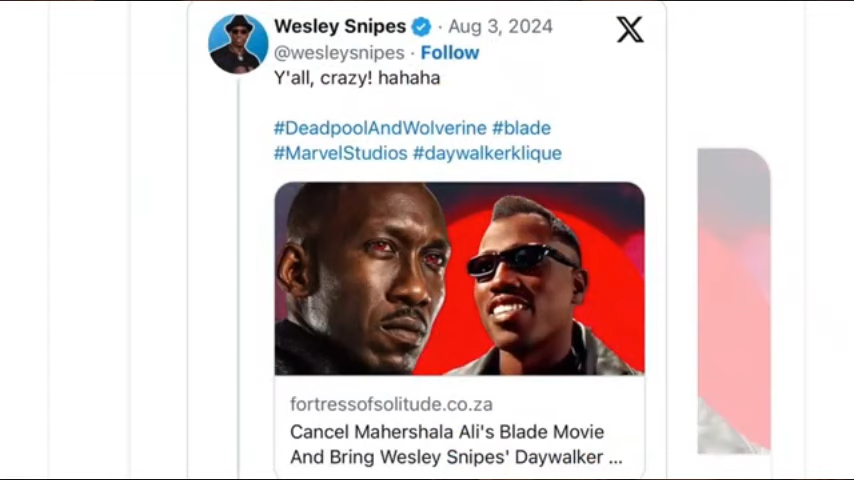 Wesley Snipes · Aug 3, 2024
@wesleysnipes · Follow
Y'all, crazy! hahaha
#DeadpoolAndWolverine #blade
#MarvelStudios #daywalkerklique
fortressofsolitude.co.za
Cancel Mahershala Ali's Blade Movie
And Bring Wesley Snipes' Daywalker ...